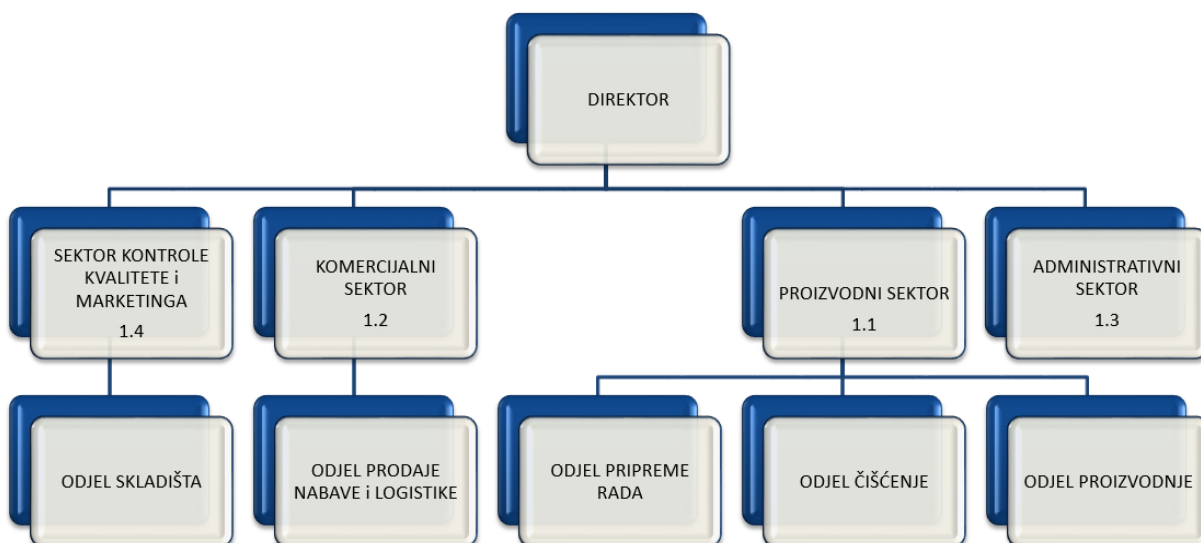 DIREKTOR
SEKTOR KONTROLE
KVALITETE i
MARKETINGA
1.4
KOMERCIJALNI
SEKTOR
1.2
PROIZVODNI SEKTOR
1.1
ADMINISTRATIVNI
SEKTOR
1.3
ODJEL SKLADIŠTA
ODJEL PRODAJE
NABAVE i LOGISTIKE
ODJEL PRIPREME
RADA
ODJEL ČIŠĆENJE
ODJEL PROIZVODNJE